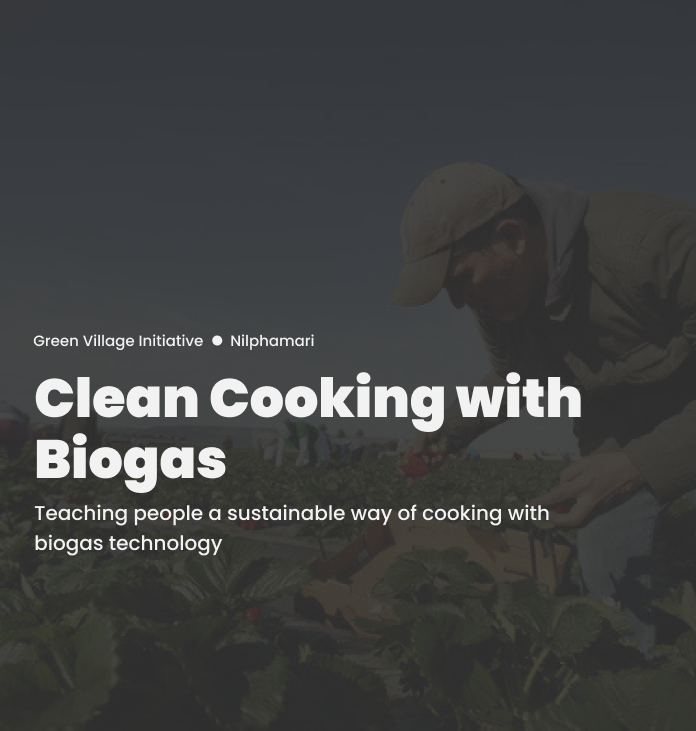 Green Village Initiative ● Nilphamari
Clean Cooking with
Biogas
Teaching people a sustainable way of cooking with
biogas technology